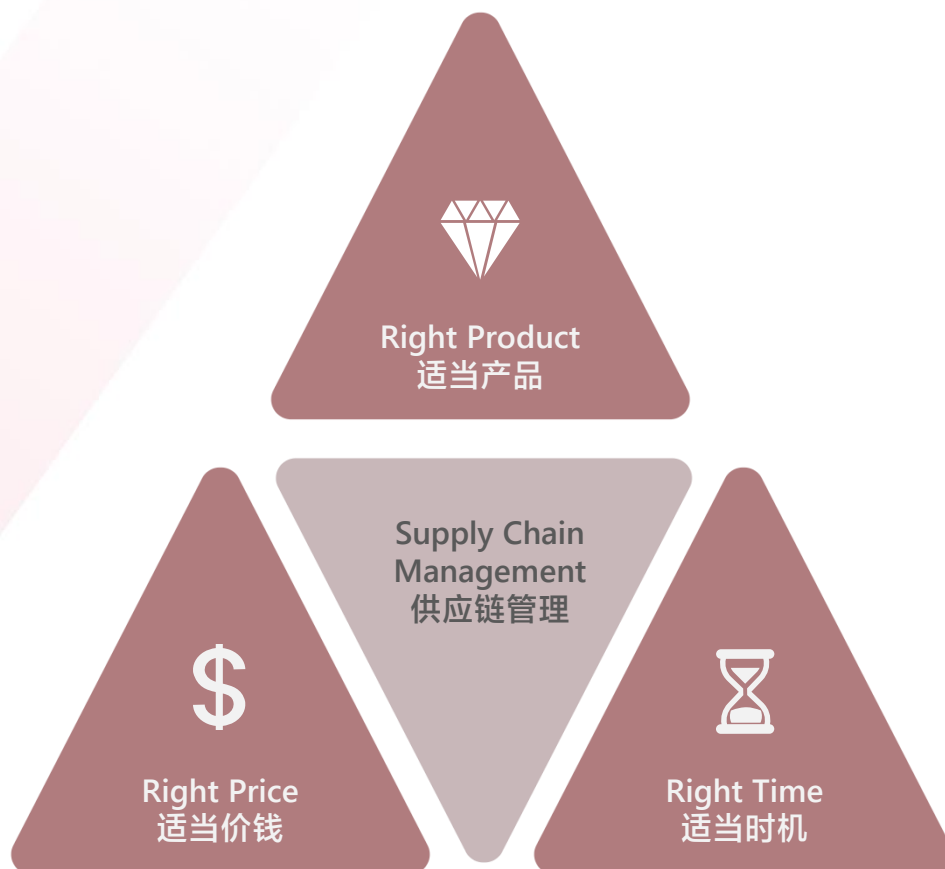 Right Product
适当产品
Supply Chain
Management
供应链管理
$
Right Price
适当价钱
Right Time
适当时机